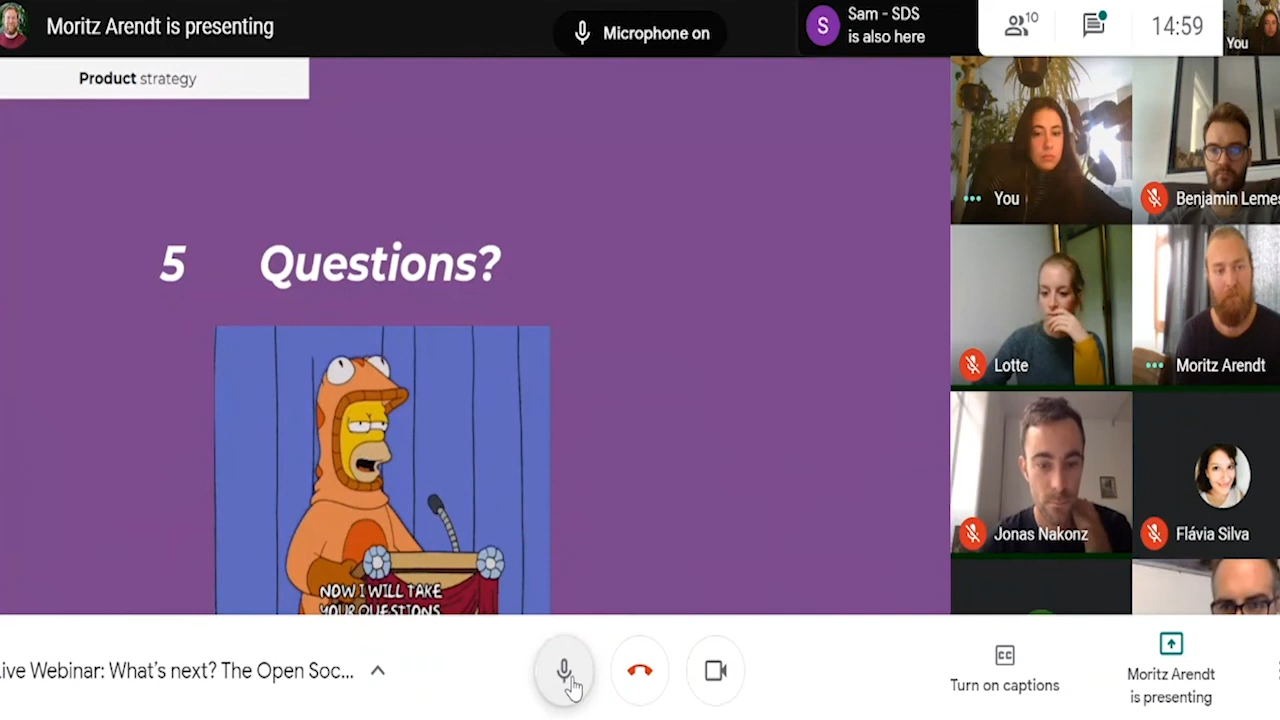 Moritz Arendt is presenting
Microphone on
S
Sam - SDS
is also here
10
14:59
You
Product strategy
5 Questions?
NOW I WILL TAKE
YOUR QUESTIONS
You
Benjamin Lemes
Lotte
Moritz Arendt
Jonas Nakonz
Flávia Silva
ive Webinar: What's next? The Open Soc...
CC
Turn on captions
Moritz Arendt
is presenting